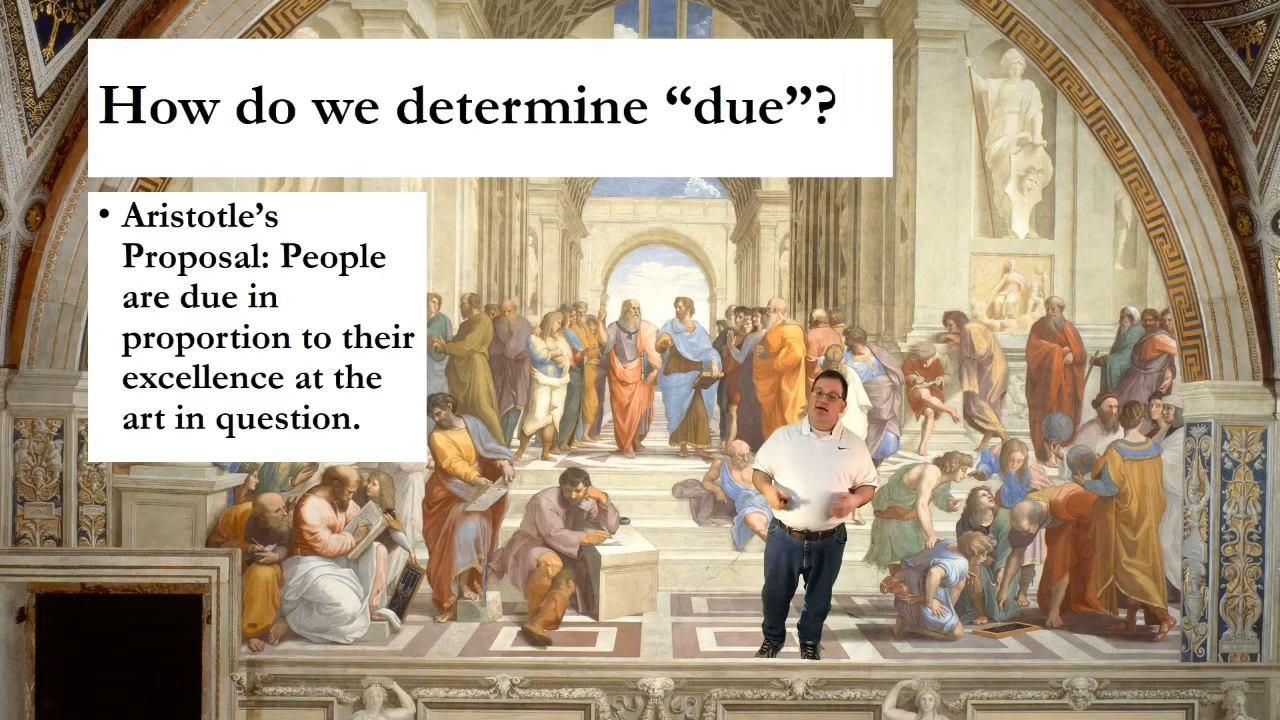 How do we determine “due”?
• Aristotle’s
Proposal: People
are due in
proportion to their
excellence at the
art in question.